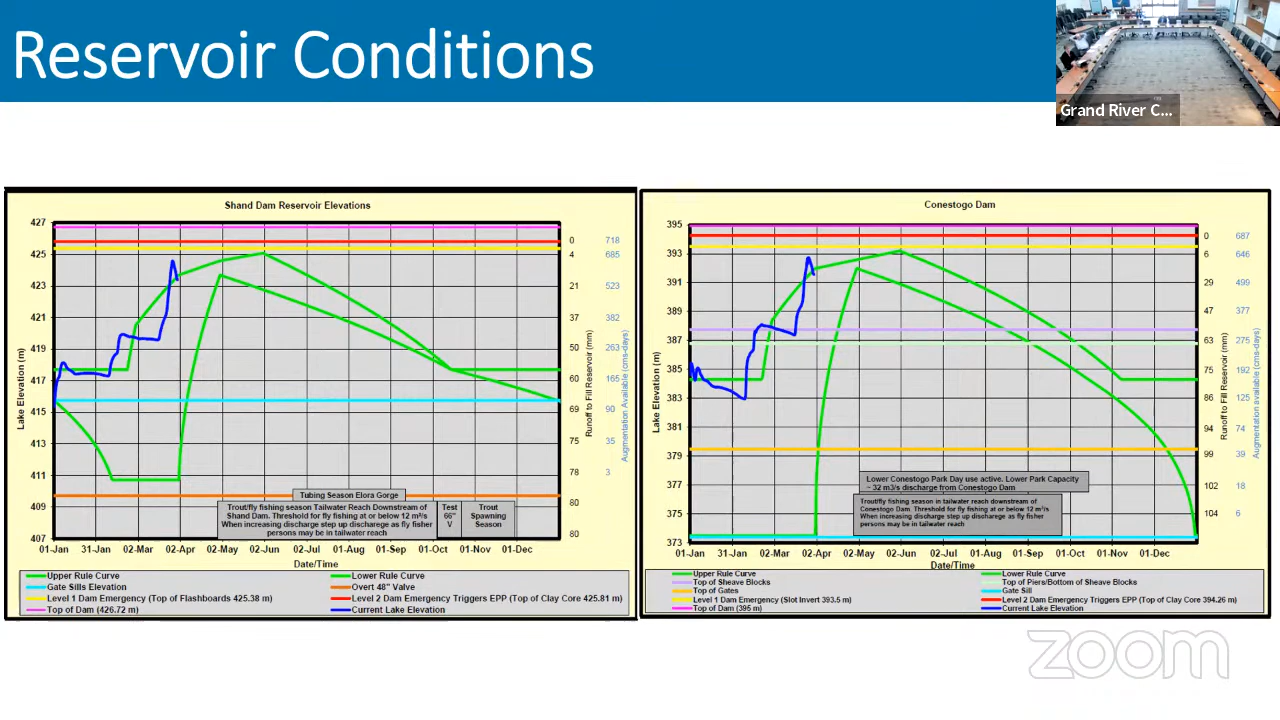 Reservoir Conditions
Grand River C...
Shand Dam Reservoir Elevations
427
425
423
421
419
417
415
413
411
409
407
Lake Elevation (m)
0
4
21
37
50
60
69
75
78
80
80
Runoff to Fill Reservoir (mm)
718
685
523
382
263
165
90
35
3
Augmentation Available (cms-days)
Tubing Season Elora Gorge
Trout/fly fishing season Tailwater Reach Downstream of
Shand Dam. Threshold for fly fishing at or below 12 m³/s
When increasing discharge step up discharege as fly fisher
persons may be in tailwater reach
Test
66"
V
Trout
Spawning
Season
01-Jan 31-Jan 02-Mar 02-Apr 02-May 02-Jun 02-Jul 01-Aug 01-Sep 01-Oct 01-Nov 01-Dec
Date/Time
Upper Rule Curve
Lower Rule Curve
Gate Sills Elevation
Overt 48" Valve
Level 1 Dam Emergency (Top of Flashboards 425.38 m)
Level 2 Dam Emergency Triggers EPP (Top of Clay Core 425.81 m)
Top of Dam (426.72 m)
Current Lake Elevation
Conestogo Dam
395
393
391
389
387
385
383
381
379
377
375
373
Lake Elevation (m)
0
6
29
47
63
75
86
94
99
102
104
Runoff to Fill Reservoir (mm)
687
646
499
377
275
192
125
74
39
18
6
Augmentation available (cms-days)
Lower Conestogo Park Day use active. Lower Park Capacity
~ 32 m3/s discharge from Conestogo Dam
Trout/fly fishing season in tailwater reach downstream of
Conestogo Dam. Threshold for fly fishing at or below 12 m³/s
When increasing discharge step up dischearge as fly fisher
persons may be in tailwater reach
01-Jan 31-Jan 02-Mar 02-Apr 02-May 02-Jun 02-Jul 01-Aug 01-Sep 01-Oct 01-Nov 01-Dec
Date/Time
Upper Rule Curve
Lower Rule Curve
Top of Sheave Blocks
Top of Piers/Bottom of Sheave Blocks
Top of Gates
Gate Sill
Level 1 Dam Emergency (Slot Invert 393.5 m)
Level 2 Dam Emergency Triggers EPP (Top of Clay Core 394.26 m)
Top of Dam (395 m)
Current Lake Elevation
zoom